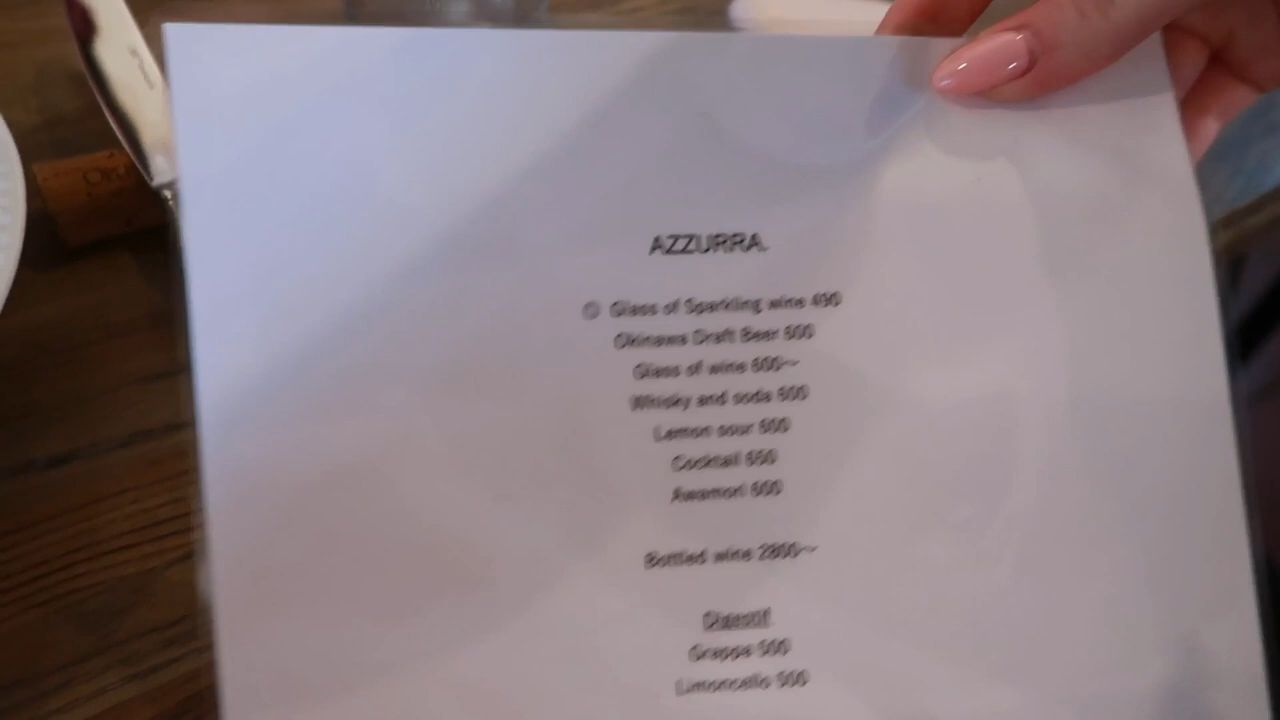 AZZURRA.
◎ Glass of Sparkling wine 490
Okinawa Draft Beer 600
Glass of wine 600～
Whisky and soda 600
Lemon sour 600
Cocktail 650
Awamori 600
Bottled wine 2800～
Digestif
Grappa 500
Limoncello 500